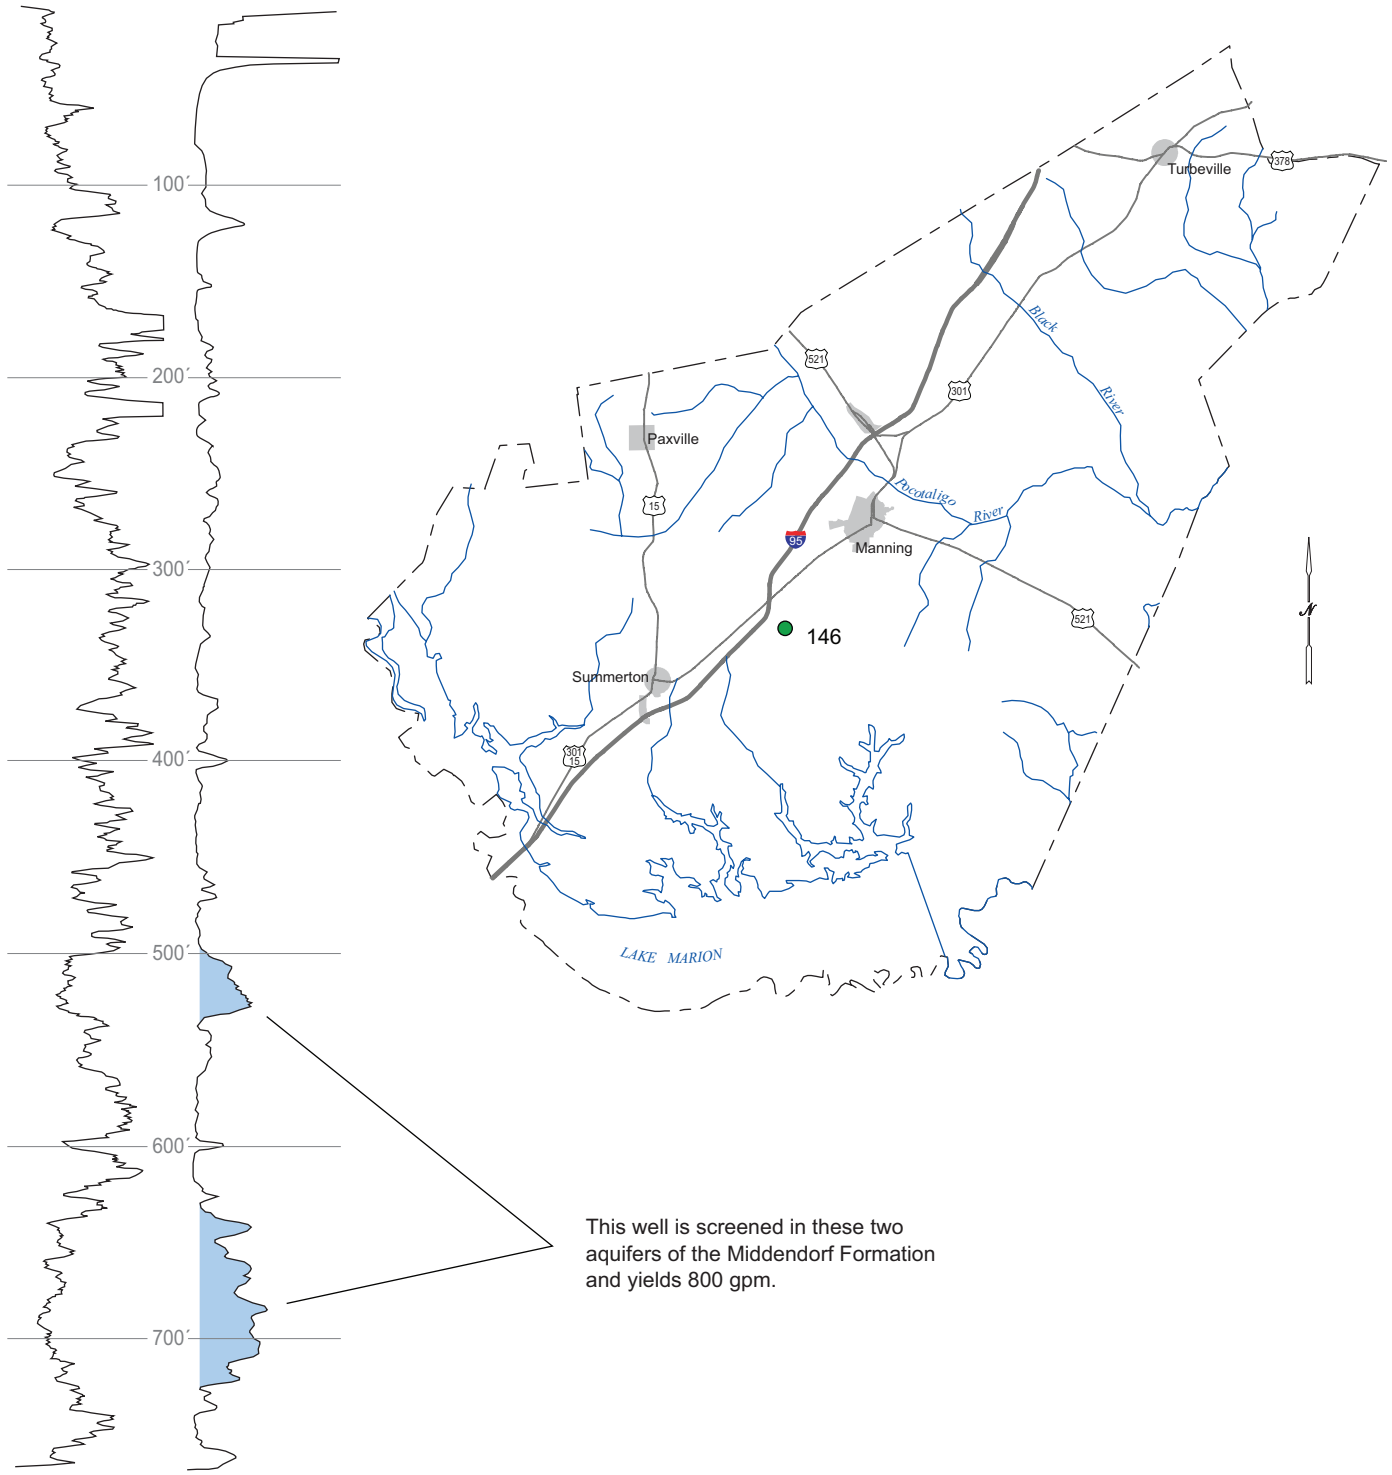 100′
200′
300′
400′
500′
600′
700′
Turbeville
378
Black
River
521
301
Paxville
15
Pocotaligo
River
95
Manning
N
521
146
Summerton
301
15
LAKE MARION
This well is screened in these two
aquifers of the Middendorf Formation
and yields 800 gpm.